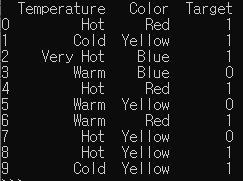 Temperature Color Target
0 Hot Red 1
1 Cold Yellow 1
2 Very Hot Blue 1
3 Warm Blue 0
4 Hot Red 1
5 Warm Yellow 0
6 Warm Red 1
7 Hot Yellow 0
8 Hot Yellow 1
9 Cold Yellow 1
>>>